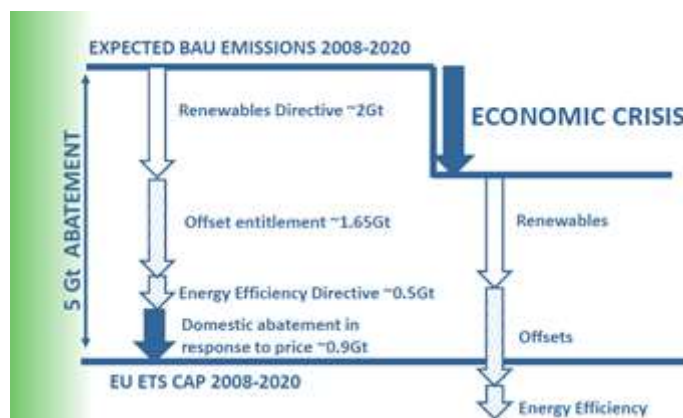 EXPECTED BAU EMISSIONS 2008-2020
ECONOMIC CRISIS
5 Gt ABATEMENT
Renewables Directive ~2Gt
Offset entitlement ~1.65Gt
Energy Efficiency Directive ~0.5Gt
Domestic abatement in
response to price ~0.9Gt
EU ETS CAP 2008-2020
Renewables
Offsets
Energy Efficiency